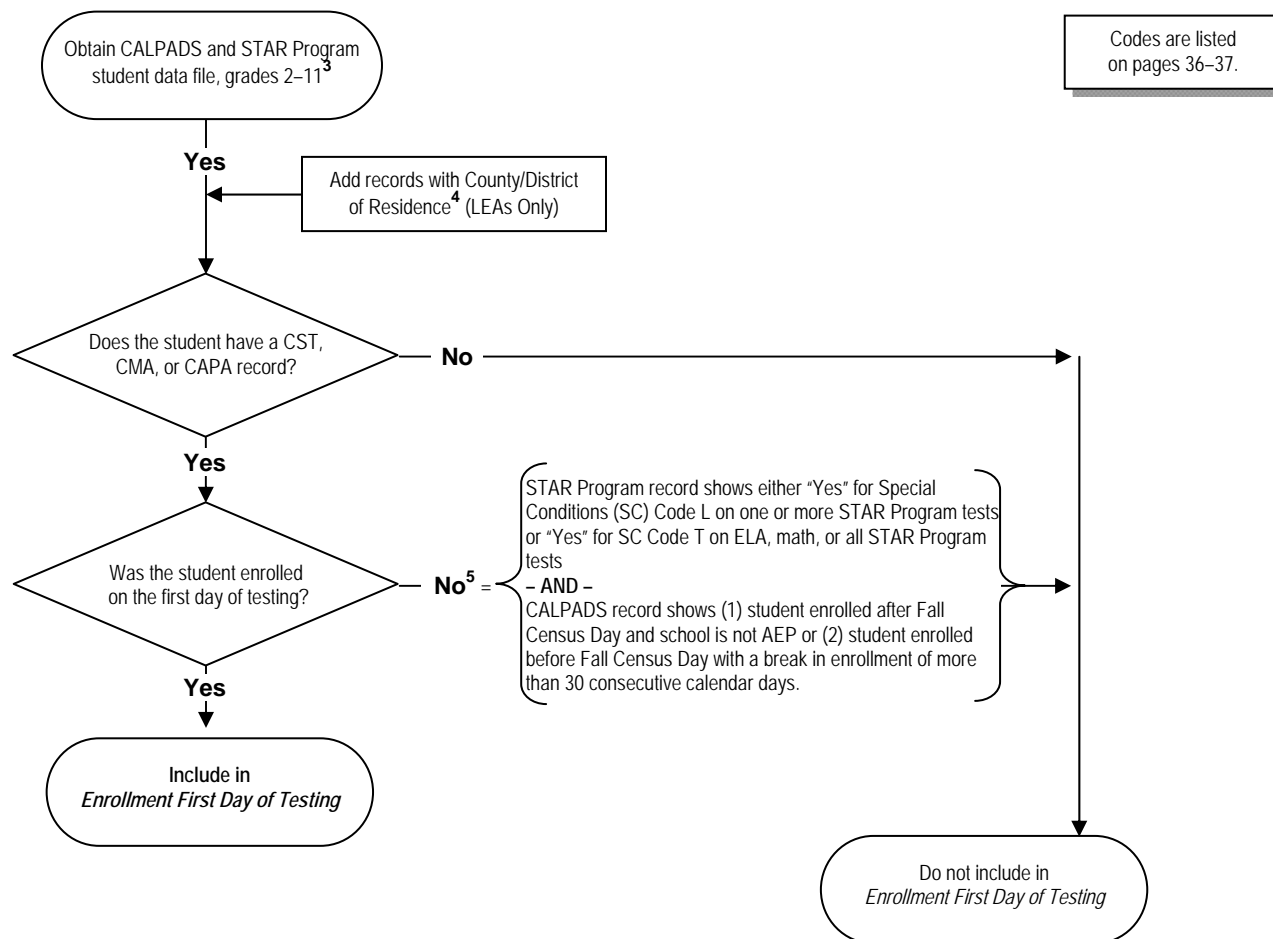 Obtain CALPADS and STAR Program
student data file, grades 2–11³
Codes are listed
on pages 36–37.
Yes
Add records with County/District
of Residence⁴ (LEAs Only)
Does the student have a CST,
CMA, or CAPA record?
No
Yes
Was the student enrolled
on the first day of testing?
No⁵ =
STAR Program record shows either “Yes” for Special
Conditions (SC) Code L on one or more STAR Program tests
or “Yes” for SC Code T on ELA, math, or all STAR Program
tests
– AND –
CALPADS record shows (1) student enrolled after Fall
Census Day and school is not AEP or (2) student enrolled
before Fall Census Day with a break in enrollment of more
than 30 consecutive calendar days.
Yes
Include in
Enrollment First Day of Testing
Do not include in
Enrollment First Day of Testing